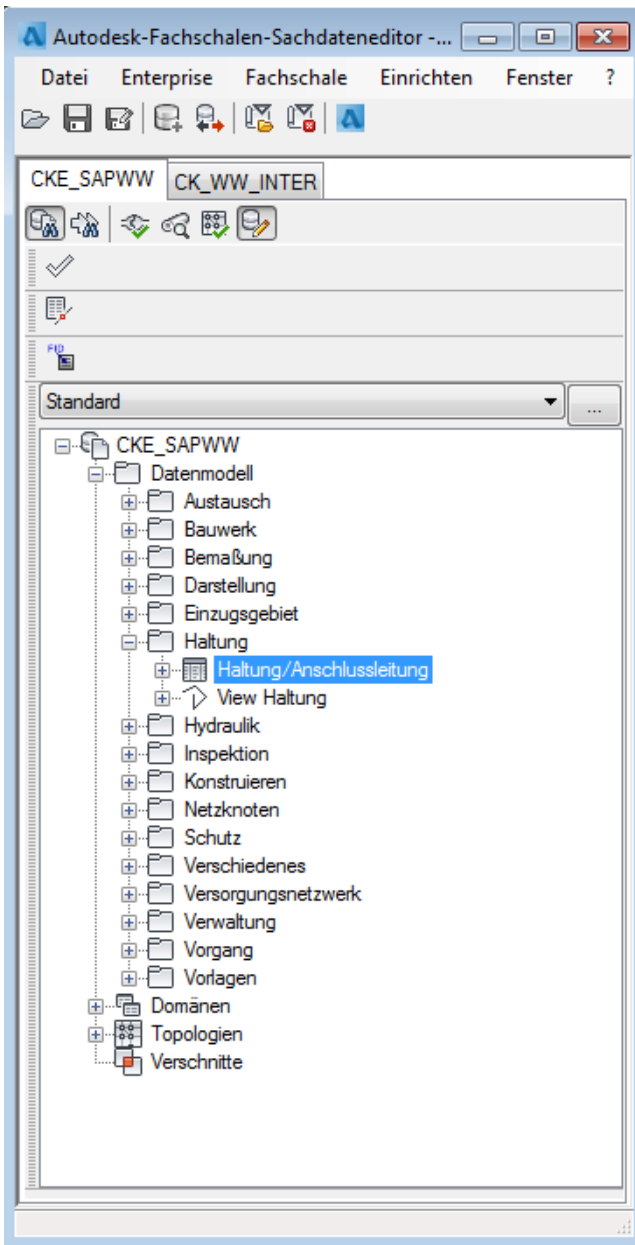 Autodesk-Fachschalen-Sachdateneditor -...
Datei Enterprise Fachschale Einrichten Fenster ?
CKE_SAPWW CK_WW_INTER
FID
Standard ...
CKE_SAPWW
Datenmodell
Austausch
Bauwerk
Bemaßung
Darstellung
Einzugsgebiet
Haltung
Haltung/Anschlussleitung
View Haltung
Hydraulik
Inspektion
Konstruieren
Netzknoten
Schutz
Verschiedenes
Versorgungsnetzwerk
Verwaltung
Vorgang
Vorlagen
Domänen
Topologien
Verschnitte